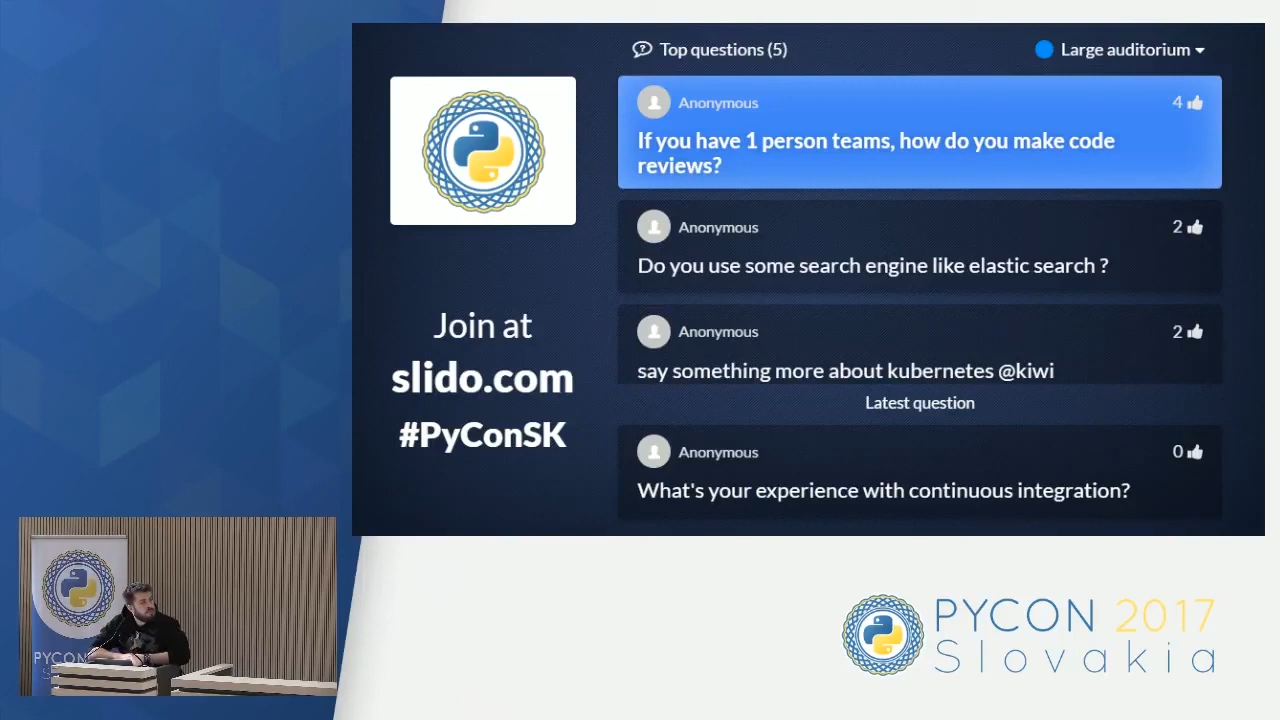 Top questions (5)
Large auditorium
Anonymous
4
If you have 1 person teams, how do you make code
reviews?
Anonymous
2
Do you use some search engine like elastic search ?
Anonymous
2
say something more about kubernetes @kiwi
Latest question
Anonymous
0
What's your experience with continuous integration?
Join at
slido.com
#PyConSK
PYCON
PYCON 2017
Slovakia